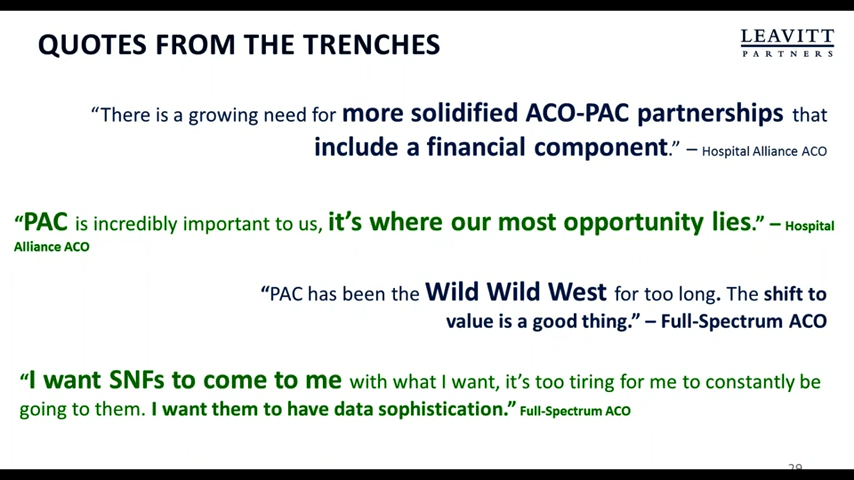 QUOTES FROM THE TRENCHES
LEAVITT
PARTNERS
“There is a growing need for more solidified ACO-PAC partnerships that
include a financial component.” – Hospital Alliance ACO
“PAC is incredibly important to us, it’s where our most opportunity lies.” – Hospital
Alliance ACO
“PAC has been the Wild Wild West for too long. The shift to
value is a good thing.” – Full-Spectrum ACO
“I want SNFs to come to me with what I want, it’s too tiring for me to constantly be
going to them. I want them to have data sophistication.” Full-Spectrum ACO